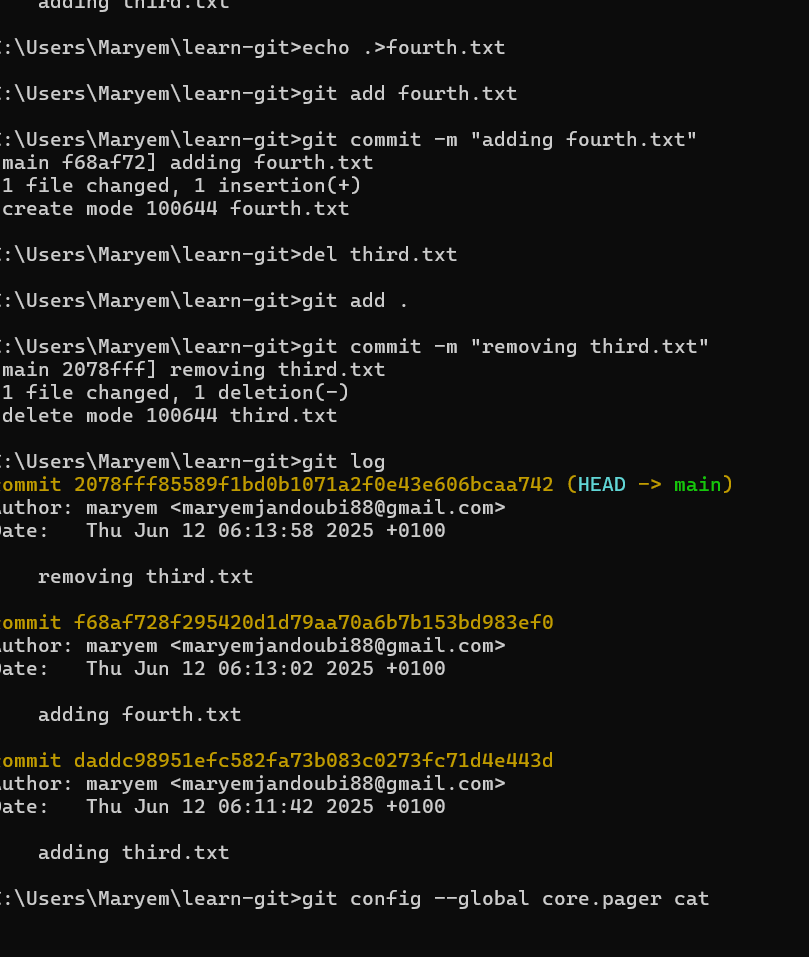 adding third.txt
:\Users\Maryem\learn-git>echo .>fourth.txt
:\Users\Maryem\learn-git>git add fourth.txt
:\Users\Maryem\learn-git>git commit -m "adding fourth.txt"
main f68af72] adding fourth.txt
1 file changed, 1 insertion(+)
create mode 100644 fourth.txt
:\Users\Maryem\learn-git>del third.txt
:\Users\Maryem\learn-git>git add .
:\Users\Maryem\learn-git>git commit -m "removing third.txt"
main 2078fff] removing third.txt
1 file changed, 1 deletion(-)
delete mode 100644 third.txt
:\Users\Maryem\learn-git>git log
ommit 2078fff85589f1bd0b1071a2f0e43e606bcaa742 (HEAD -> main)
uthor: maryem <maryemjandoubi88@gmail.com>
ate:   Thu Jun 12 06:13:58 2025 +0100
removing third.txt
ommit f68af728f295420d1d79aa70a6b7b153bd983ef0
uthor: maryem <maryemjandoubi88@gmail.com>
ate:   Thu Jun 12 06:13:02 2025 +0100
adding fourth.txt
ommit daddc98951efc582fa73b083c0273fc71d4e443d
uthor: maryem <maryemjandoubi88@gmail.com>
ate:   Thu Jun 12 06:11:42 2025 +0100
adding third.txt
:\Users\Maryem\learn-git>git config --global core.pager cat